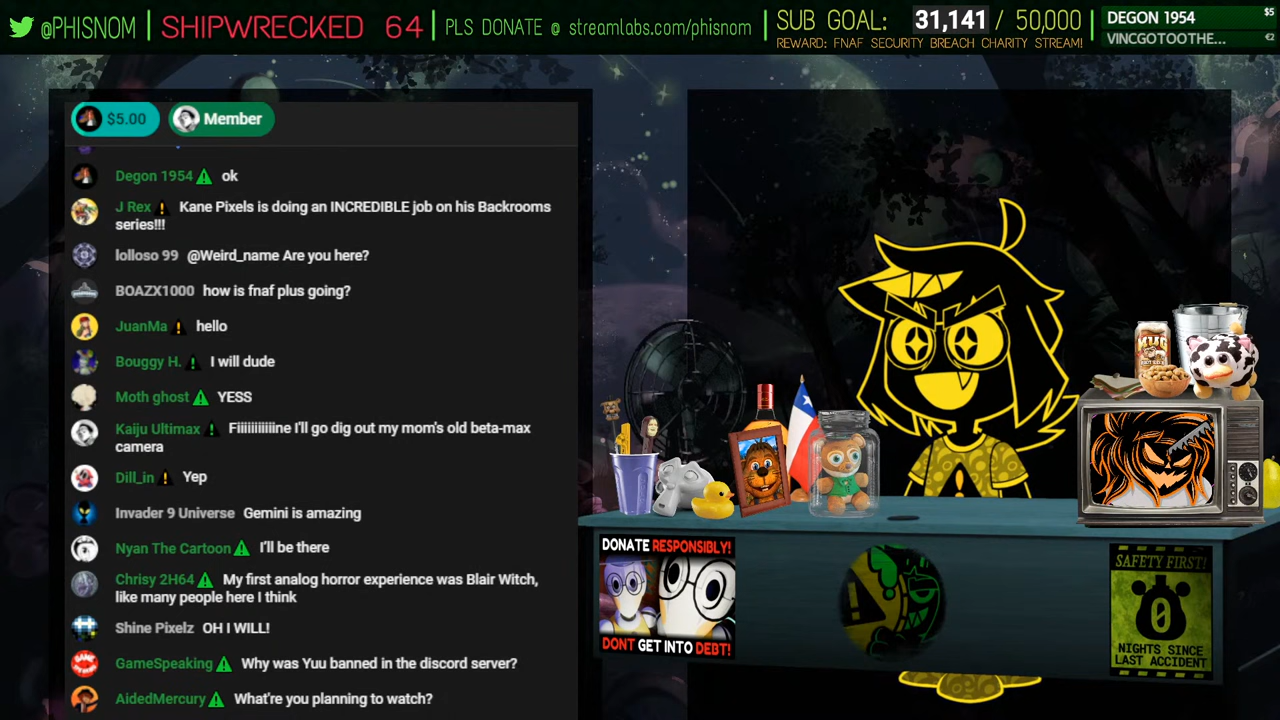 @PHISNOM
SHIPWRECKED 64
PLS DONATE @ streamlabs.com/phisnom
SUB GOAL: 31,141 / 50,000
REWARD: FNAF SECURITY BREACH CHARITY STREAM!
DEGON 1954 $5
VINCGOTOOTHE... €2
$5.00 Member
Degon 1954 ok
J Rex Kane Pixels is doing an INCREDIBLE job on his Backrooms
series!!!
lolloso 99 @Weird_name Are you here?
BOAZX1000 how is fnaf plus going?
JuanMa hello
Bouggy H. I will dude
Moth ghost YESS
Kaiju Ultimax Fiiiiiiiiiiine I'll go dig out my mom's old beta-max
camera
Dill_in Yep
Invader 9 Universe Gemini is amazing
Nyan The Cartoon I'll be there
Chrisy 2H64 My first analog horror experience was Blair Witch,
like many people here I think
Shine Pixelz OH I WILL!
GameSpeaking Why was Yuu banned in the discord server?
AidedMercury What're you planning to watch?
MUG
DONATE RESPONSIBLY!
DONT GET INTO DEBT!
SAFETY FIRST!
0
NIGHTS SINCE
LAST ACCIDENT